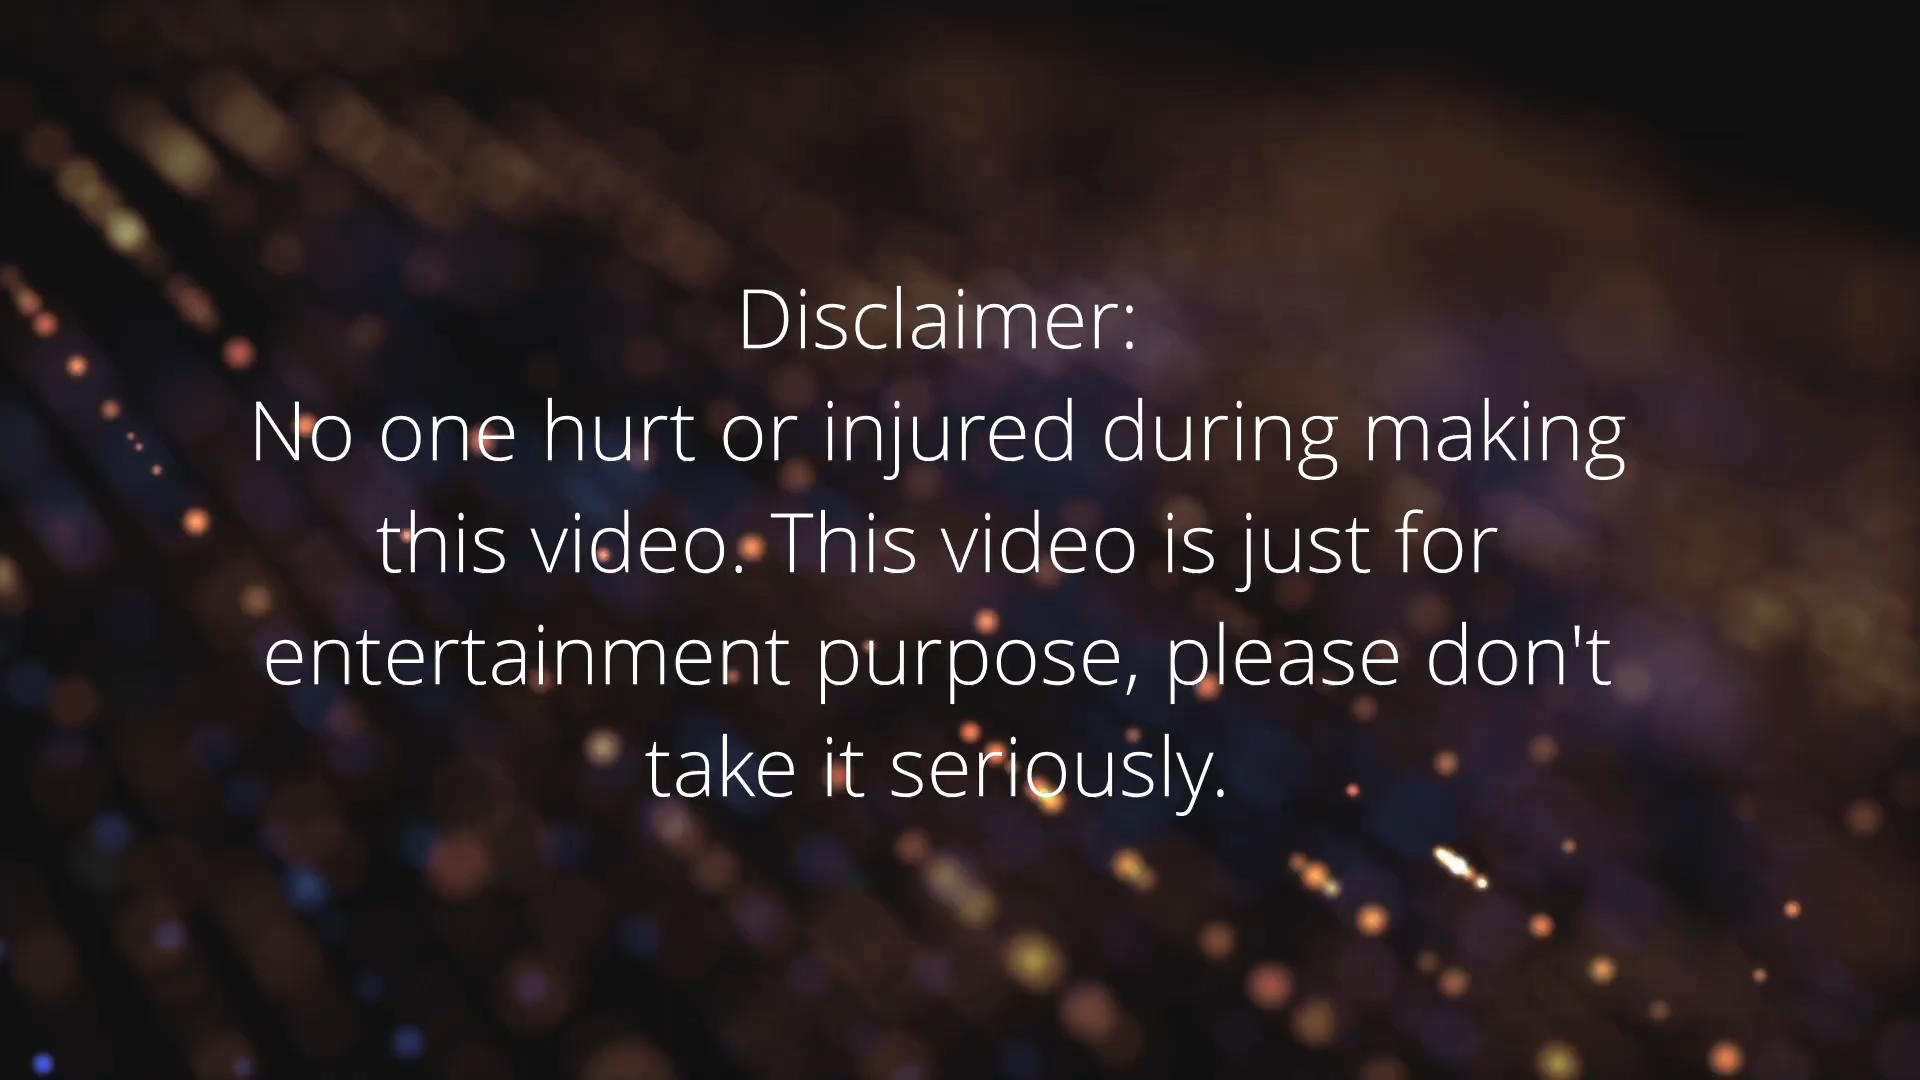 Disclaimer:
No one hurt or injured during making
this video. This video is just for
entertainment purpose, please don't
take it seriously.